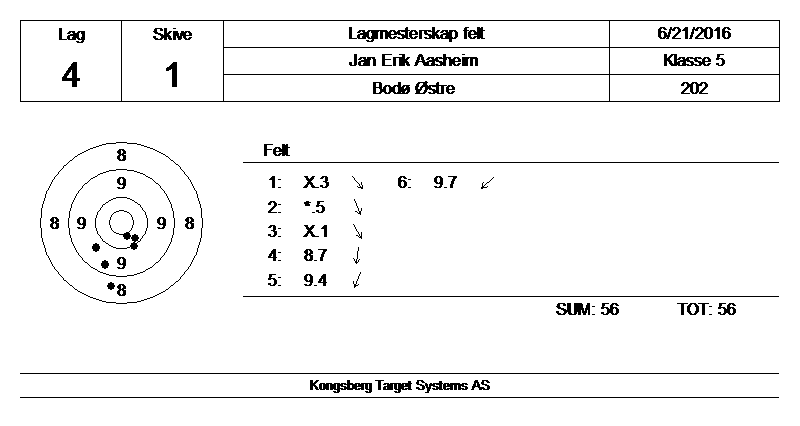 Lag Skive Lagmesterskap felt 6/21/2016
4 1 Jan Erik Aasheim Klasse 5
Bodø Østre 202
Felt
1: X.3 ↘ 6: 9.7 ↙
2: *.5 ↘
3: X.1 ↘
4: 8.7 ↓
5: 9.4 ↙
8
9
8 9 9 8
9
8
SUM: 56 TOT: 56
Kongsberg Target Systems AS